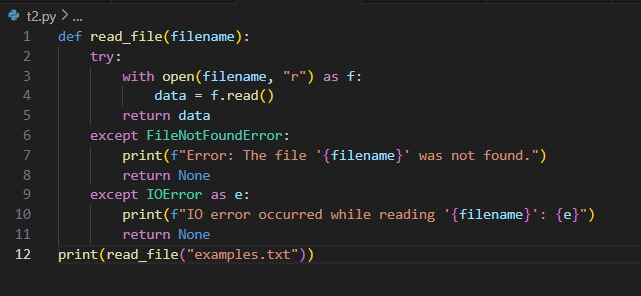 t2.py > ...
1 def read_file(filename):
2     try:
3         with open(filename, "r") as f:
4             data = f.read()
5         return data
6     except FileNotFoundError:
7         print(f"Error: The file '{filename}' was not found.")
8         return None
9     except IOError as e:
10         print(f"IO error occurred while reading '{filename}': {e}")
11         return None
12 print(read_file("examples.txt"))